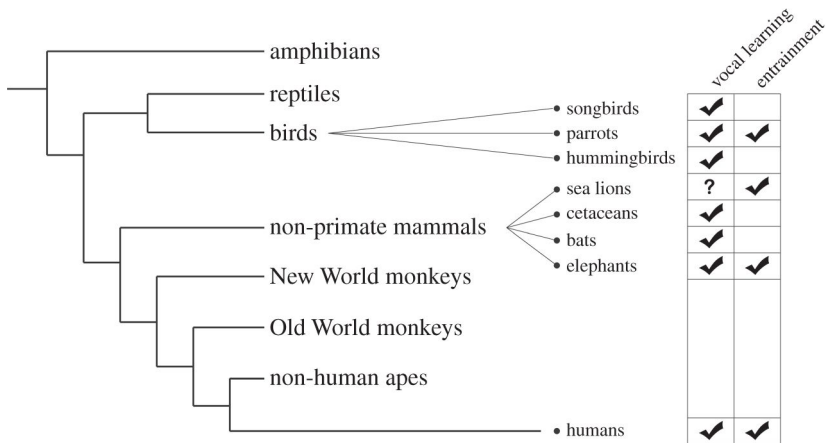 vocal learning
entrainment
amphibians
reptiles
birds
songbirds
parrots
hummingbirds
sea lions
?
cetaceans
non-primate mammals
bats
elephants
New World monkeys
Old World monkeys
non-human apes
humans